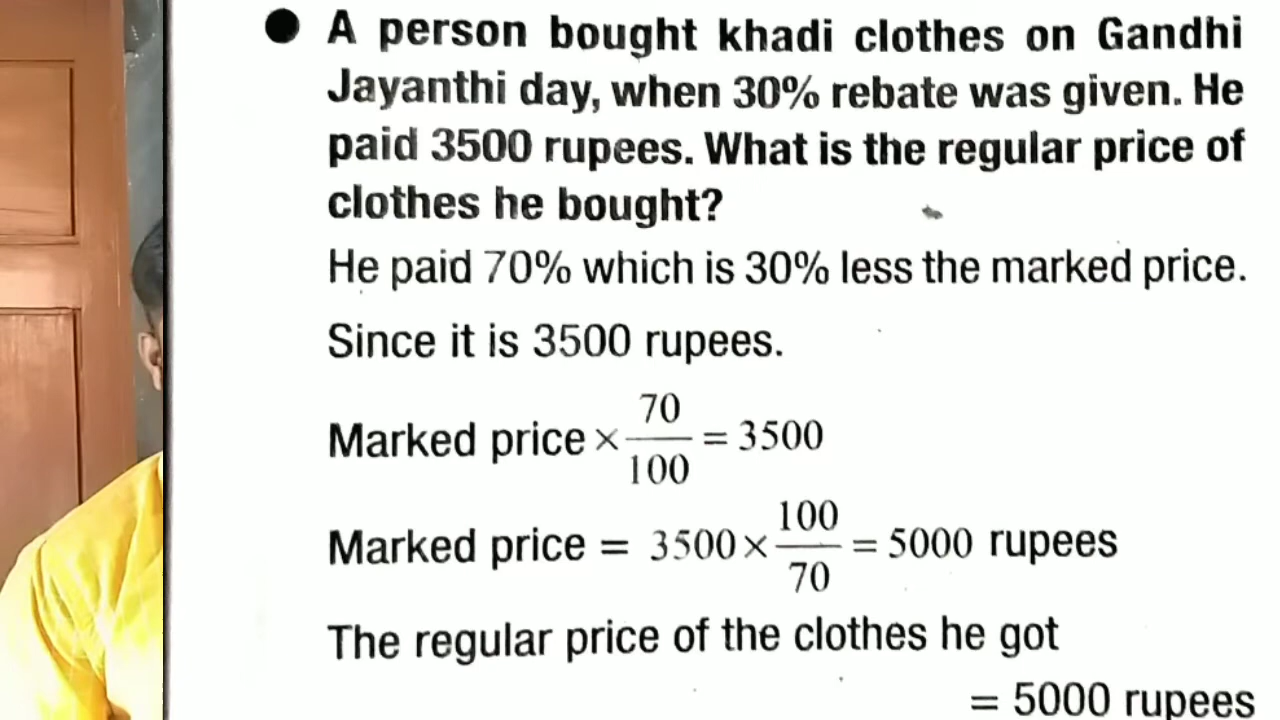 ● A person bought khadi clothes on Gandhi
Jayanthi day, when 30% rebate was given. He
paid 3500 rupees. What is the regular price of
clothes he bought?
He paid 70% which is 30% less the marked price.
Since it is 3500 rupees.
Marked price × 70/100 = 3500
Marked price = 3500 × 100/70 = 5000 rupees
The regular price of the clothes he got
= 5000 rupees